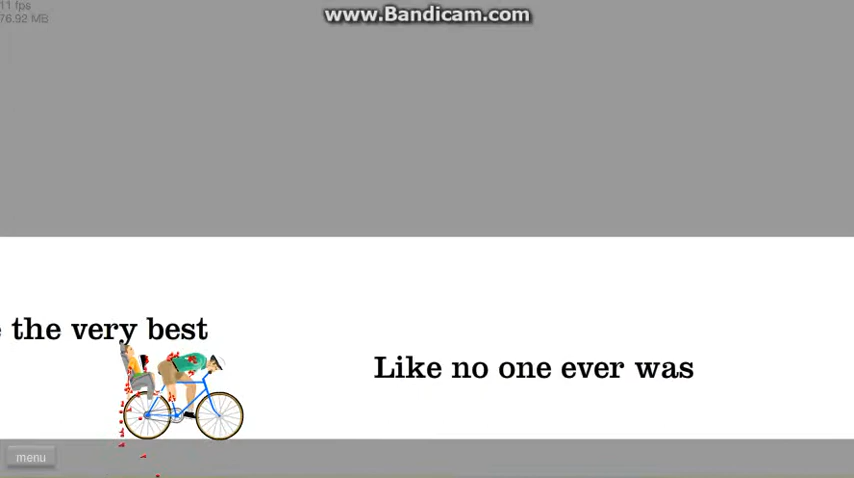 11 fps
76.92 MB
www.Bandicam.com
the very best
Like no one ever was
menu